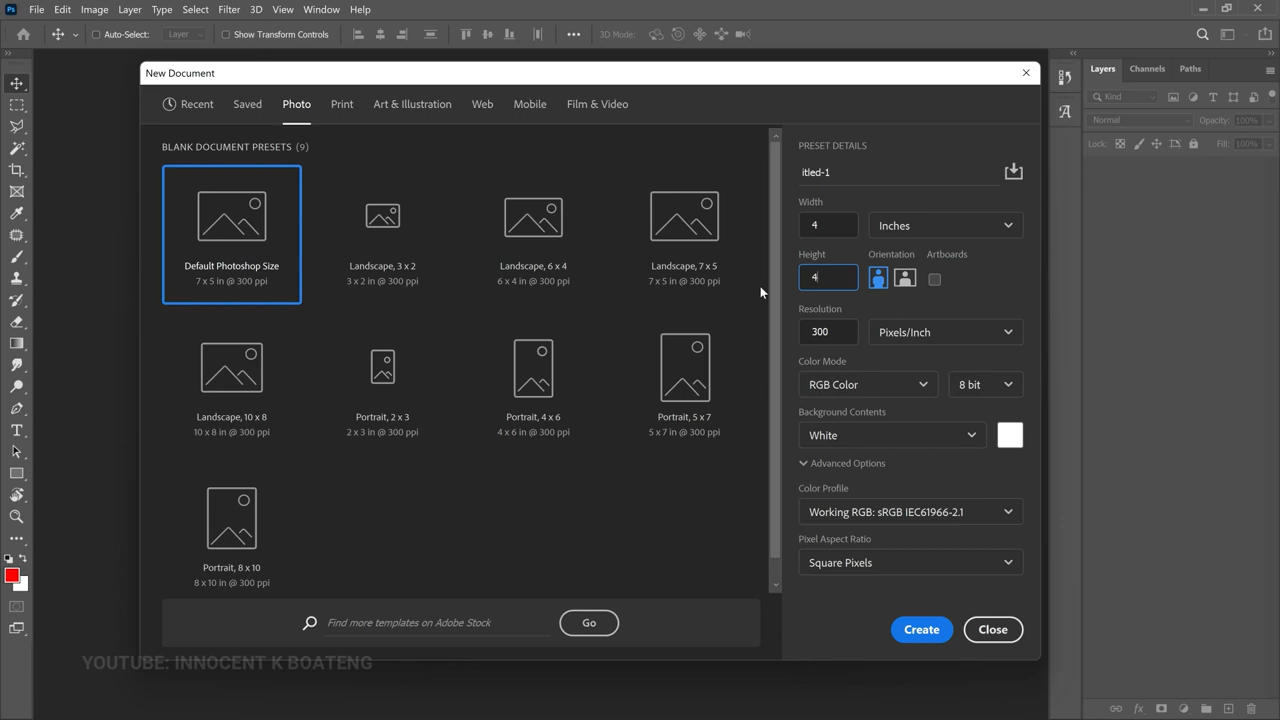 Ps File Edit Image Layer Type Select Filter 3D View Window Help
Auto-Select: Layer Show Transform Controls 3D Mode:
New Document
Recent Saved Photo Print Art & Illustration Web Mobile Film & Video
BLANK DOCUMENT PRESETS (9)
Default Photoshop Size
7 x 5 in @ 300 ppi
Landscape, 3 x 2
3 x 2 in @ 300 ppi
Landscape, 6 x 4
6 x 4 in @ 300 ppi
Landscape, 7 x 5
7 x 5 in @ 300 ppi
Landscape, 10 x 8
10 x 8 in @ 300 ppi
Portrait, 2 x 3
2 x 3 in @ 300 ppi
Portrait, 4 x 6
4 x 6 in @ 300 ppi
Portrait, 5 x 7
5 x 7 in @ 300 ppi
Portrait, 8 x 10
8 x 10 in @ 300 ppi
Find more templates on Adobe Stock Go
PRESET DETAILS
itled-1
Width
4 Inches
Height Orientation Artboards
4
Resolution
300 Pixels/Inch
Color Mode
RGB Color 8 bit
Background Contents
White
Advanced Options
Color Profile
Working RGB: sRGB IEC61966-2.1
Pixel Aspect Ratio
Square Pixels
Create Close
Layers Channels Paths
Kind
Normal Opacity: 100%
Lock: Fill: 100%
YOUTUBE: INNOCENT K BOATENG